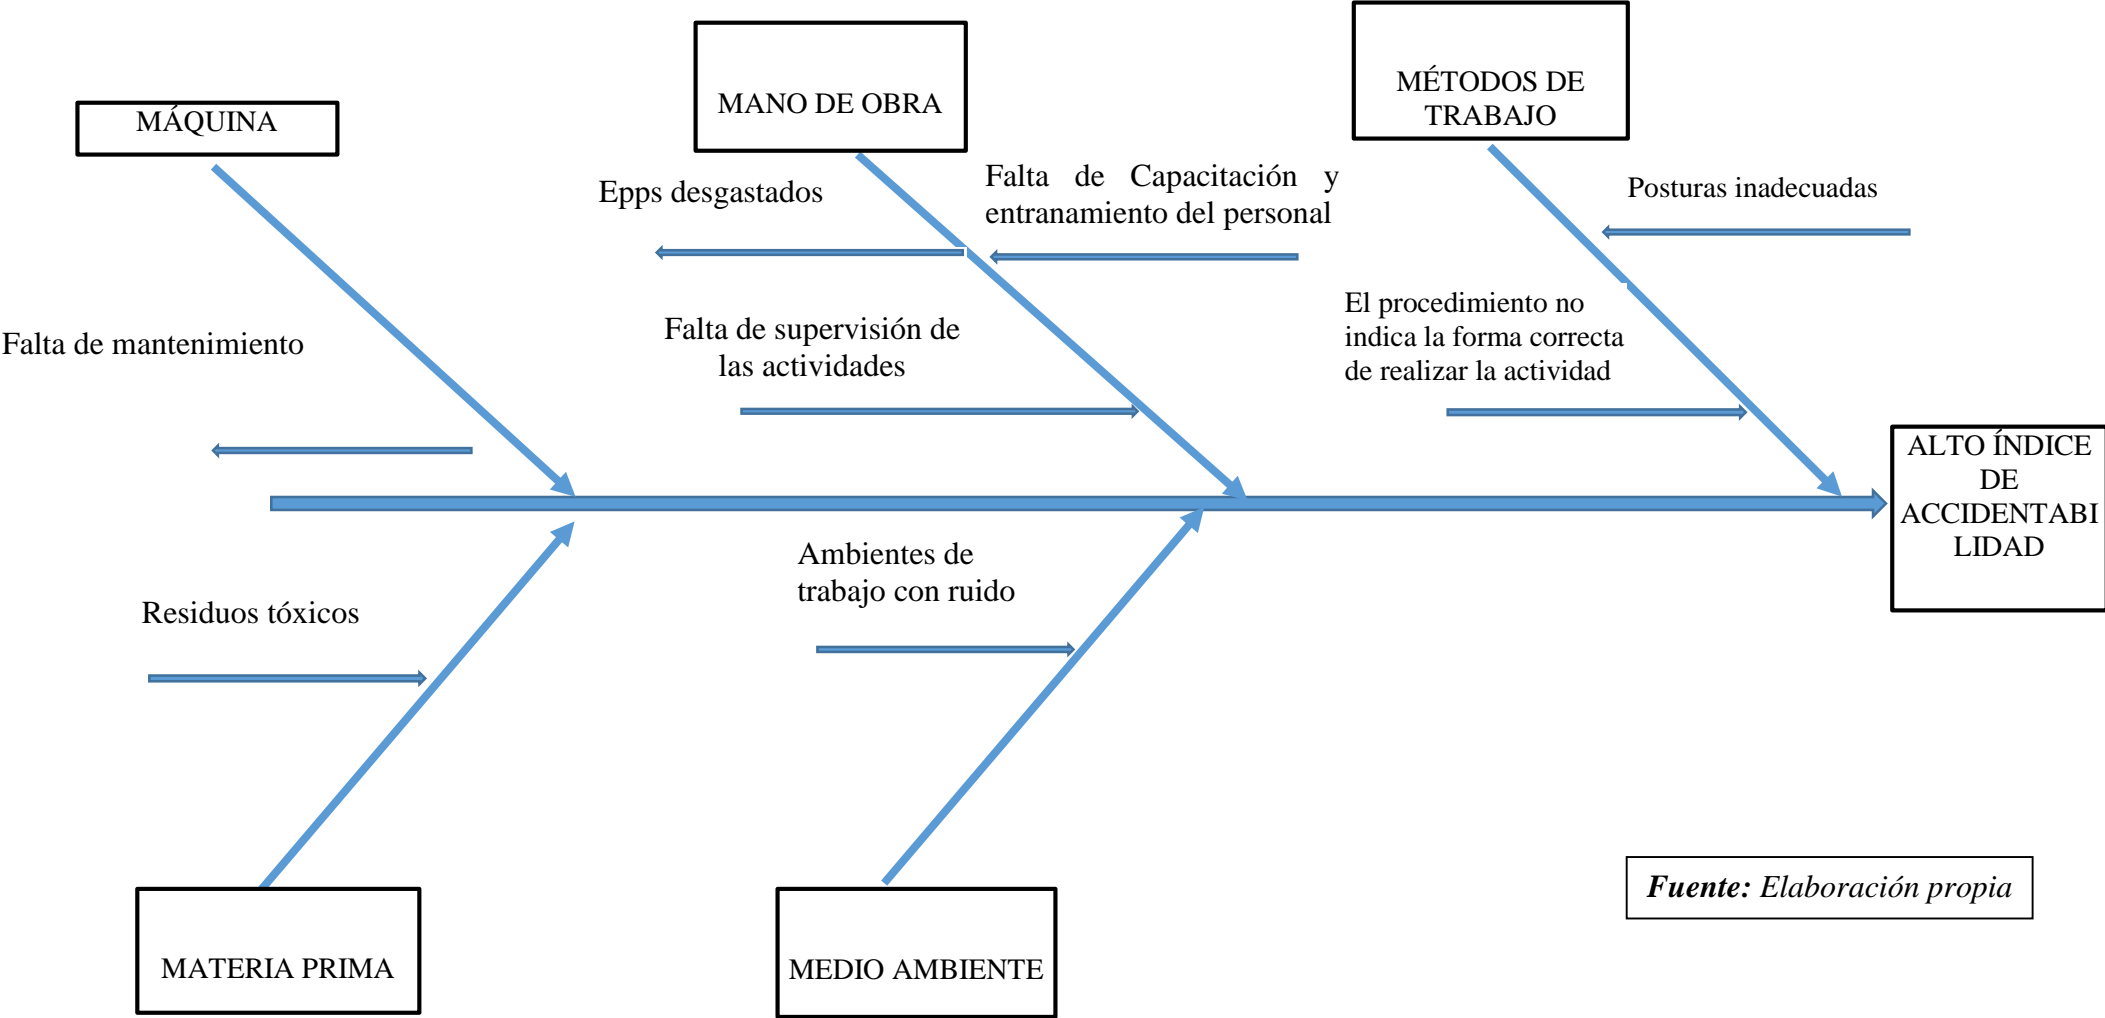 MÁQUINA
MANO DE OBRA
MÉTODOS DE
TRABAJO
Epps desgastados
Falta de Capacitación y
entranamiento del personal
Posturas inadecuadas
Falta de mantenimiento
Falta de supervisión de
las actividades
El procedimiento no
indica la forma correcta
de realizar la actividad
ALTO ÍNDICE
DE
ACCIDENTABI
LIDAD
Residuos tóxicos
Ambientes de
trabajo con ruido
MATERIA PRIMA
MEDIO AMBIENTE
Fuente: Elaboración propia